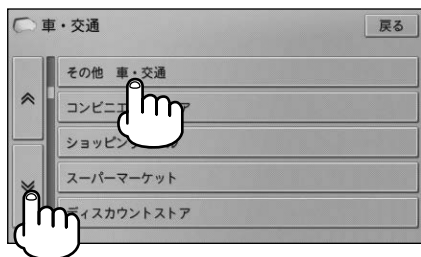 車・交通
戻る
その他 車・交通
コンビニ
ショッピン
スーパーマーケット
ディスカウントストア